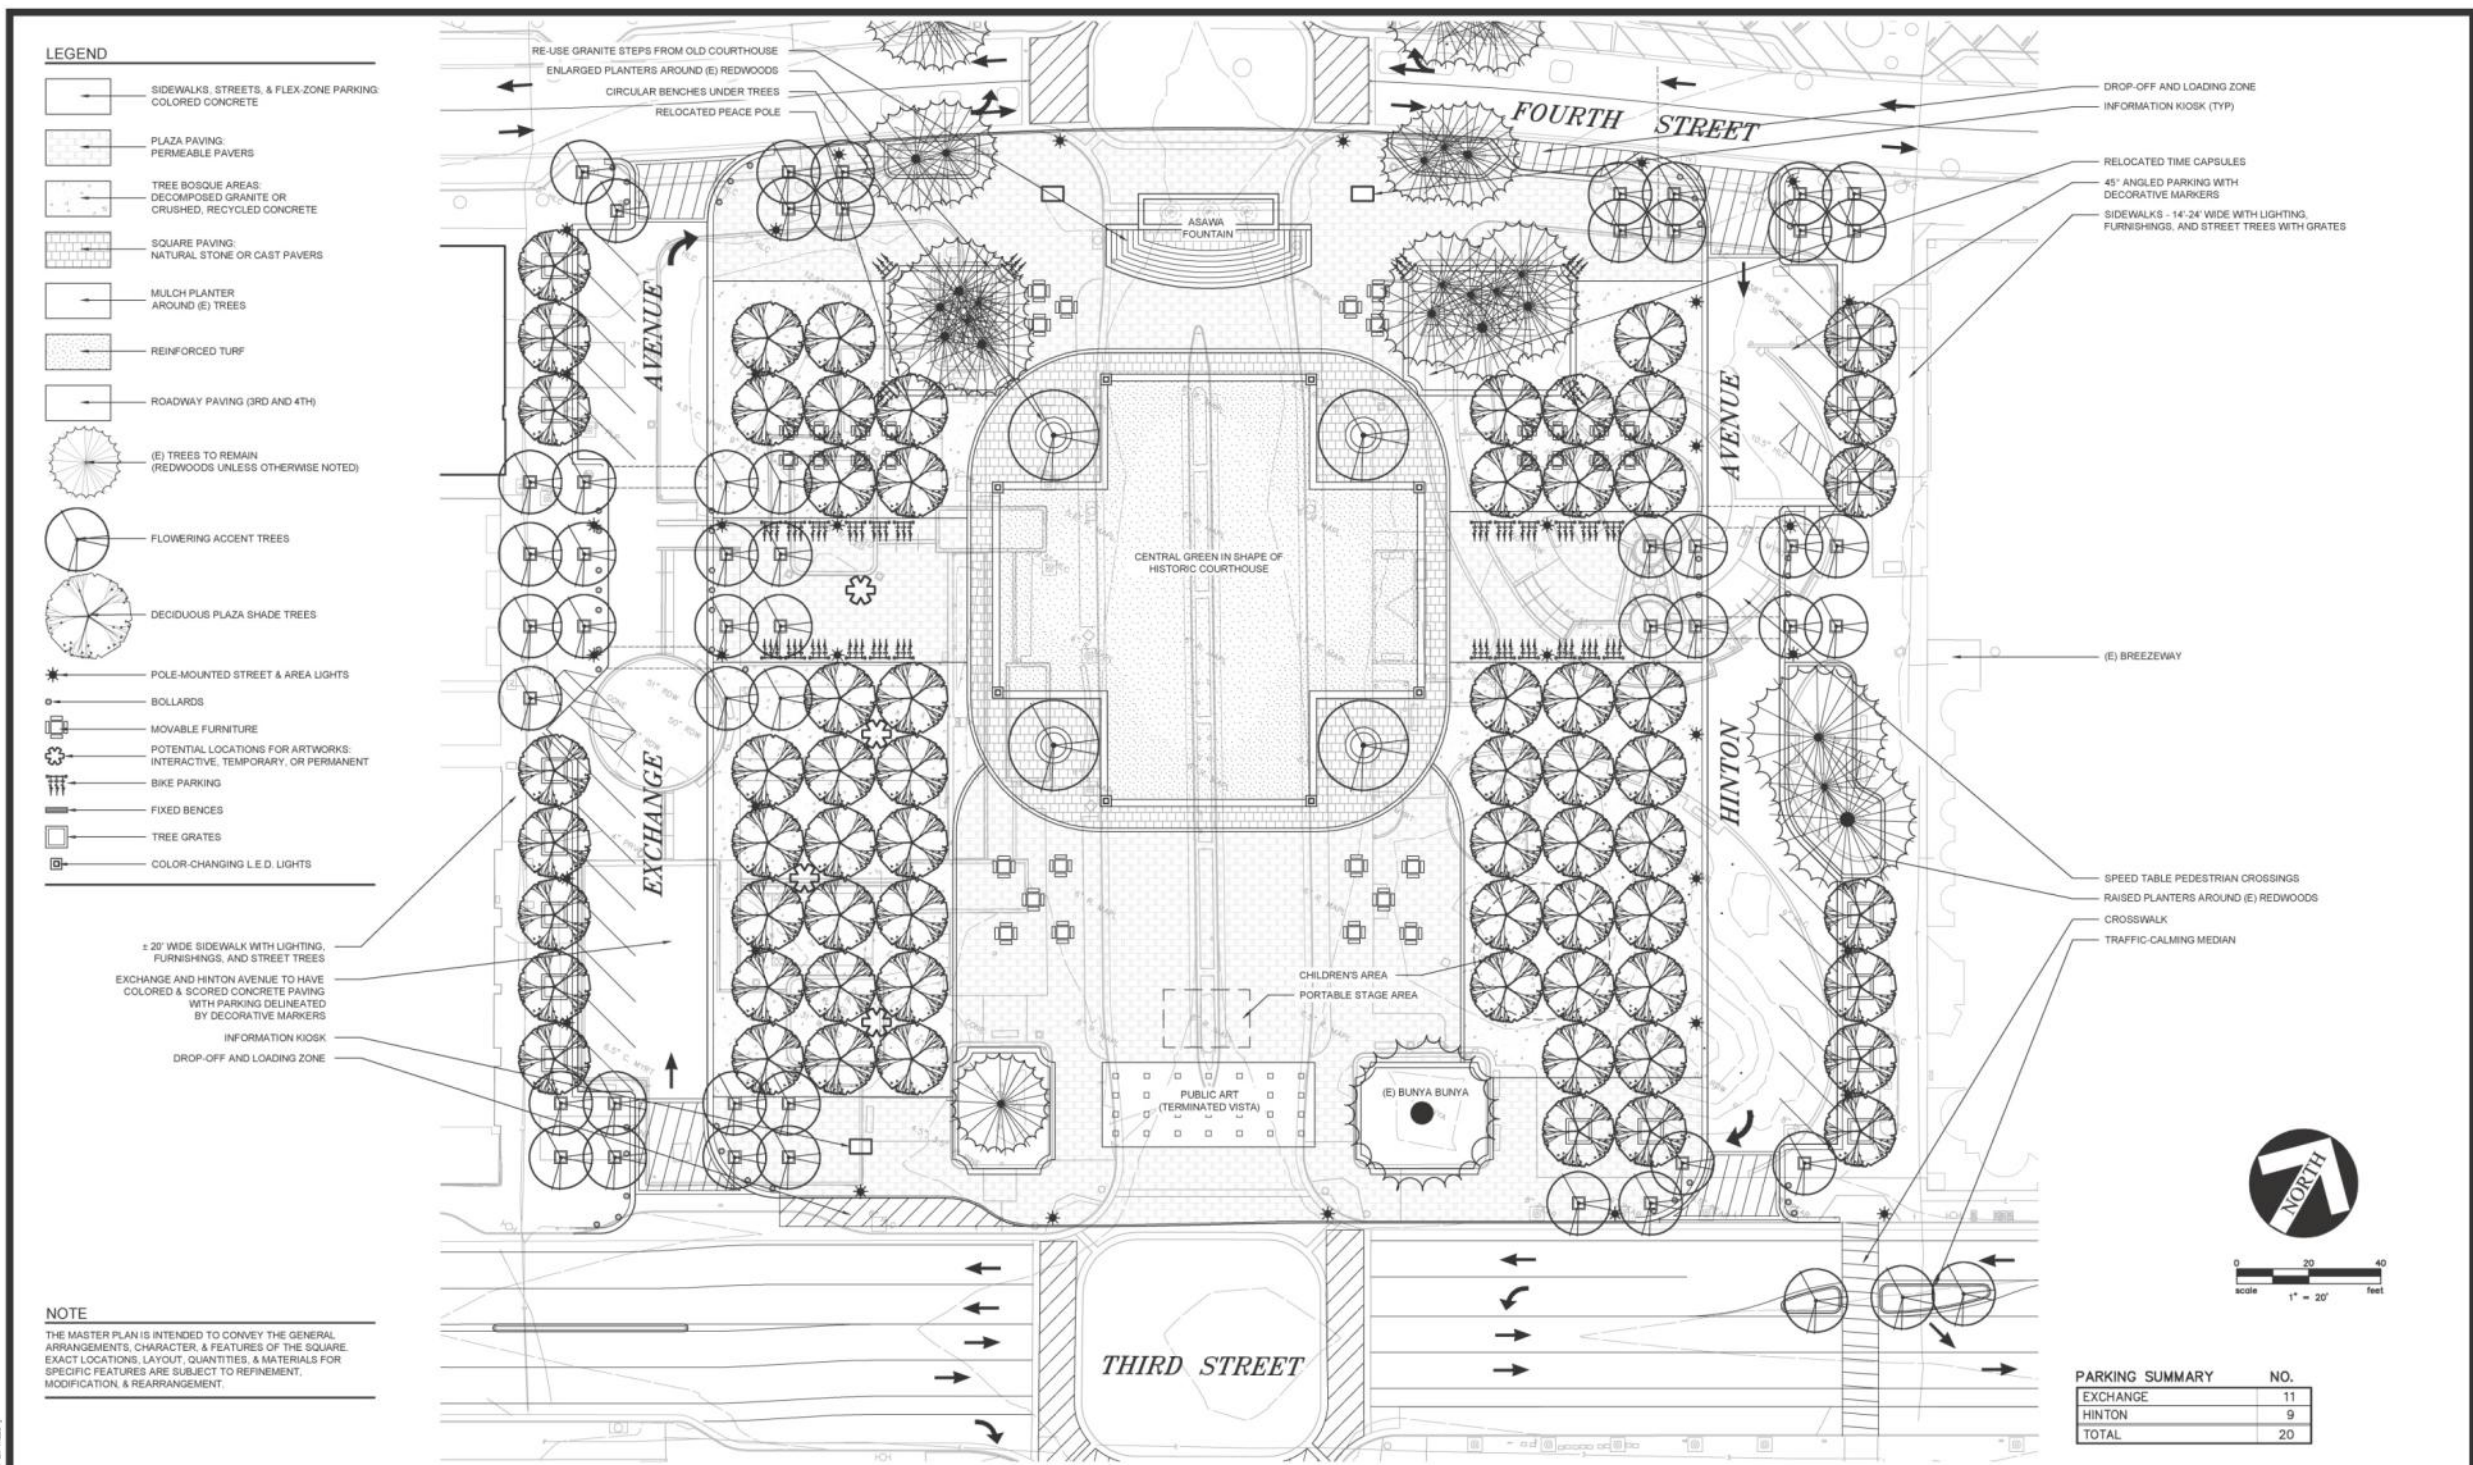 LEGEND
SIDEWALKS, STREETS, & FLEX-ZONE PARKING:
COLORED CONCRETE
PLAZA PAVING:
PERMEABLE PAVERS
TREE BOSQUE AREAS:
DECOMPOSED GRANITE OR
CRUSHED, RECYCLED CONCRETE
SQUARE PAVING:
NATURAL STONE OR CAST PAVERS
MULCH PLANTER
AROUND (E) TREES
REINFORCED TURF
ROADWAY PAVING (3RD AND 4TH)
(E) TREES TO REMAIN
(REDWOODS UNLESS OTHERWISE NOTED)
FLOWERING ACCENT TREES
DECIDUOUS PLAZA SHADE TREES
POLE-MOUNTED STREET & AREA LIGHTS
BOLLARDS
MOVABLE FURNITURE
POTENTIAL LOCATIONS FOR ARTWORKS:
INTERACTIVE, TEMPORARY, OR PERMANENT
BIKE PARKING
FIXED BENCES
TREE GRATES
COLOR-CHANGING L.E.D. LIGHTS
± 20' WIDE SIDEWALK WITH LIGHTING,
FURNISHINGS, AND STREET TREES
EXCHANGE AND HINTON AVENUE TO HAVE
COLORED & SCORED CONCRETE PAVING
WITH PARKING DELINEATED
BY DECORATIVE MARKERS
INFORMATION KIOSK
DROP-OFF AND LOADING ZONE
NOTE
THE MASTER PLAN IS INTENDED TO CONVEY THE GENERAL
ARRANGEMENTS, CHARACTER, & FEATURES OF THE SQUARE.
EXACT LOCATIONS, LAYOUT, QUANTITIES, & MATERIALS FOR
SPECIFIC FEATURES ARE SUBJECT TO REFINEMENT,
MODIFICATION, & REARRANGEMENT.
RE-USE GRANITE STEPS FROM OLD COURTHOUSE
ENLARGED PLANTERS AROUND (E) REDWOODS
CIRCULAR BENCHES UNDER TREES
RELOCATED PEACE POLE
FOURTH STREET
ASAWA
FOUNTAIN
EXCHANGE AVENUE
HINTON AVENUE
CENTRAL GREEN IN SHAPE OF
HISTORIC COURTHOUSE
CHILDREN'S AREA
PORTABLE STAGE AREA
PUBLIC ART
(TERMINATED VISTA)
(E) BUNYA BUNYA
THIRD STREET
DROP-OFF AND LOADING ZONE
INFORMATION KIOSK (TYP)
RELOCATED TIME CAPSULES
45° ANGLED PARKING WITH
DECORATIVE MARKERS
SIDEWALKS - 14'-24' WIDE WITH LIGHTING,
FURNISHINGS, AND STREET TREES WITH GRATES
(E) BREEZEWAY
SPEED TABLE PEDESTRIAN CROSSINGS
RAISED PLANTERS AROUND (E) REDWOODS
CROSSWALK
TRAFFIC-CALMING MEDIAN
NORTH
0 20 40
scale 1" = 20' feet
PARKING SUMMARY NO.
EXCHANGE 11
HINTON 9
TOTAL 20